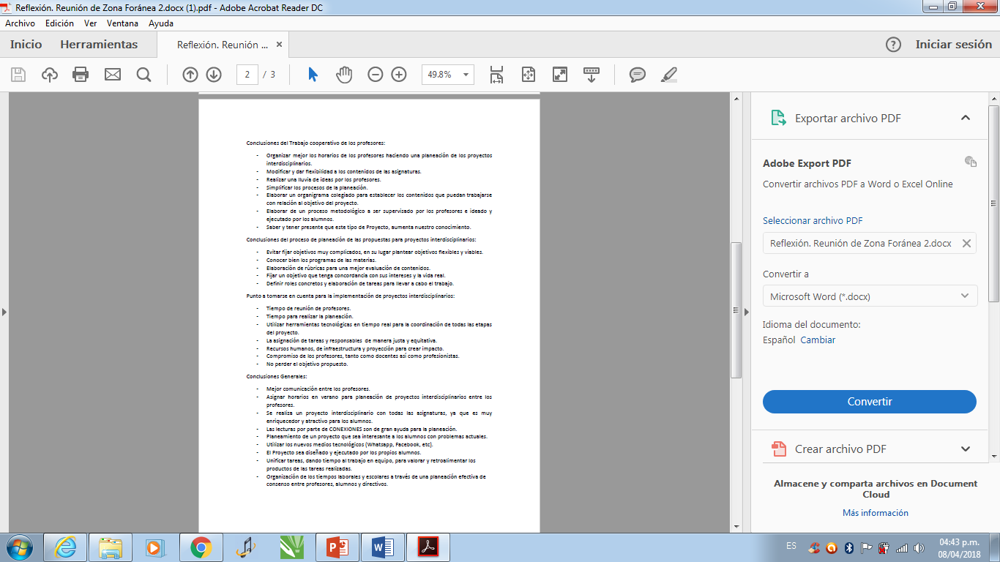 Reflexión. Reunión de Zona Foránea 2.docx (1).pdf - Adobe Acrobat Reader DC
Archivo Edición Ver Ventana Ayuda
Inicio Herramientas Reflexión. Reunión ... × ? Iniciar sesión
2 / 3 49.8%
Conclusiones del Trabajo cooperativo de los profesores:
- Organizar mejor los horarios de los profesores haciendo una planeación de los proyectos
interdisciplinarios.
- Modificar y dar flexibilidad a los contenidos de las asignaturas.
- Realizar una lluvia de ideas por los profesores.
- Simplificar los procesos de la planeación.
- Elaborar un organigrama colegiado para establecer los contenidos que puedan trabajarse
con relación al objetivo del proyecto.
- Elaborar de un proceso metodológico a ser supervisado por los profesores e ideado y
ejecutado por los alumnos.
- Saber y tener presente que este tipo de Proyecto, aumenta nuestro conocimiento.
Conclusiones del proceso de planeación de las propuestas para proyectos interdisciplinarios:
- Evitar fijar objetivos muy complicados, en su lugar plantear objetivos flexibles y viables.
- Conocer bien los programas de las materias.
- Elaboración de rúbricas para una mejor evaluación de contenidos.
- Fijar un objetivo que tenga concordancia con sus intereses y la vida real.
- Definir roles concretos y elaboración de tareas para llevar a cabo el trabajo.
Punto a tomarse en cuenta para la implementación de proyectos interdisciplinarios:
- Tiempo de reunión de profesores.
- Tiempo para realizar la planeación.
- Utilizar herramientas tecnológicas en tiempo real para la coordinación de todas las etapas
del proyecto.
- La asignación de tareas y responsables de manera justa y equitativa.
- Recursos humanos, de infraestructura y proyección para crear impacto.
- Compromiso de los profesores, tanto como docentes así como profesionistas.
- No perder el objetivo propuesto.
Conclusiones Generales:
- Mejor comunicación entre los profesores.
- Asignar horarios en verano para planeación de proyectos interdisciplinarios entre los
profesores.
- Se realiza un proyecto interdisciplinario con todas las asignaturas, ya que es muy
enriquecedor y atractivo para los alumnos.
- Las lecturas por parte de CONEXIONES son de gran ayuda para la planeación.
- Planeamiento de un proyecto que sea interesante a los alumnos con problemas actuales.
- Utilizar los nuevos medios tecnológicos (Whatsapp, Facebook, etc).
- El Proyecto sea diseñado y ejecutado por los propios alumnos.
- Unificar tareas, dando tiempo al trabajo en equipo, para valorar y retroalimentar los
productos de las tareas realizadas.
- Organización de los tiempos laborales y escolares a través de una planeación efectiva de
consenso entre profesores, alumnos y directivos.
Exportar archivo PDF
Adobe Export PDF
Convertir archivos PDF a Word o Excel Online
Seleccionar archivo PDF
Reflexión. Reunión de Zona Foránea 2.docx
Convertir a
Microsoft Word (*.docx)
Idioma del documento:
Español Cambiar
Convertir
Crear archivo PDF
Almacene y comparta archivos en Document
Cloud
Más información
ES 04:43 p.m.
08/04/2018